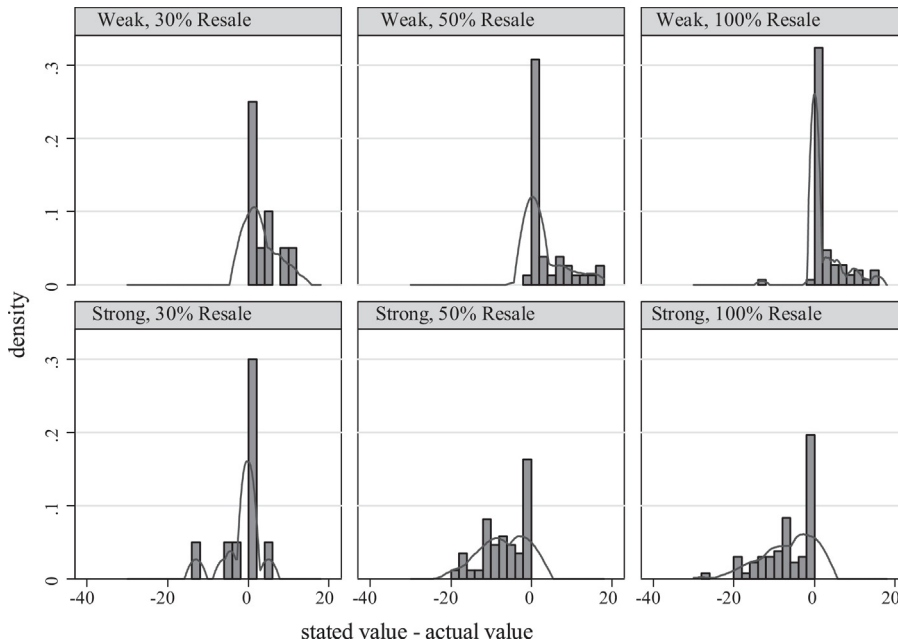 Weak, 30% Resale
Weak, 50% Resale
Weak, 100% Resale
.3
.2
.1
0
Strong, 30% Resale
Strong, 50% Resale
Strong, 100% Resale
.3
.2
.1
0
density
-40 -20 0 20
-40 -20 0 20
-40 -20 0 20
stated value - actual value